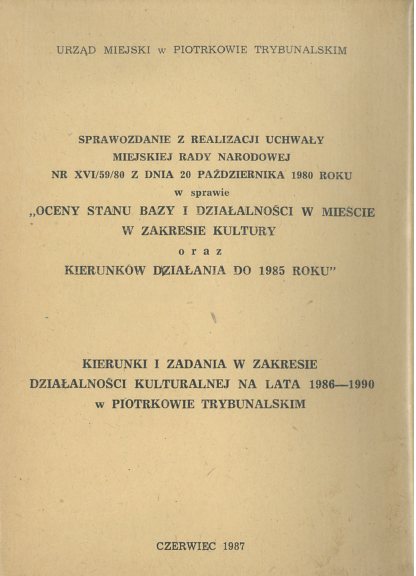 URZĄD MIEJSKI w PIOTRKOWIE TRYBUNALSKIM
SPRAWOZDANIE Z REALIZACJI UCHWAŁY
MIEJSKIEJ RADY NARODOWEJ
NR XVI/59/80 Z DNIA 20 PAŹDZIERNIKA 1980 ROKU
w sprawie
„OCENY STANU BAZY I DZIAŁALNOŚCI W MIEŚCIE
W ZAKRESIE KULTURY
oraz
KIERUNKÓW DZIAŁANIA DO 1985 ROKU”
KIERUNKI I ZADANIA W ZAKRESIE
DZIAŁALNOŚCI KULTURALNEJ NA LATA 1986—1990
w PIOTRKOWIE TRYBUNALSKIM
CZERWIEC 1987